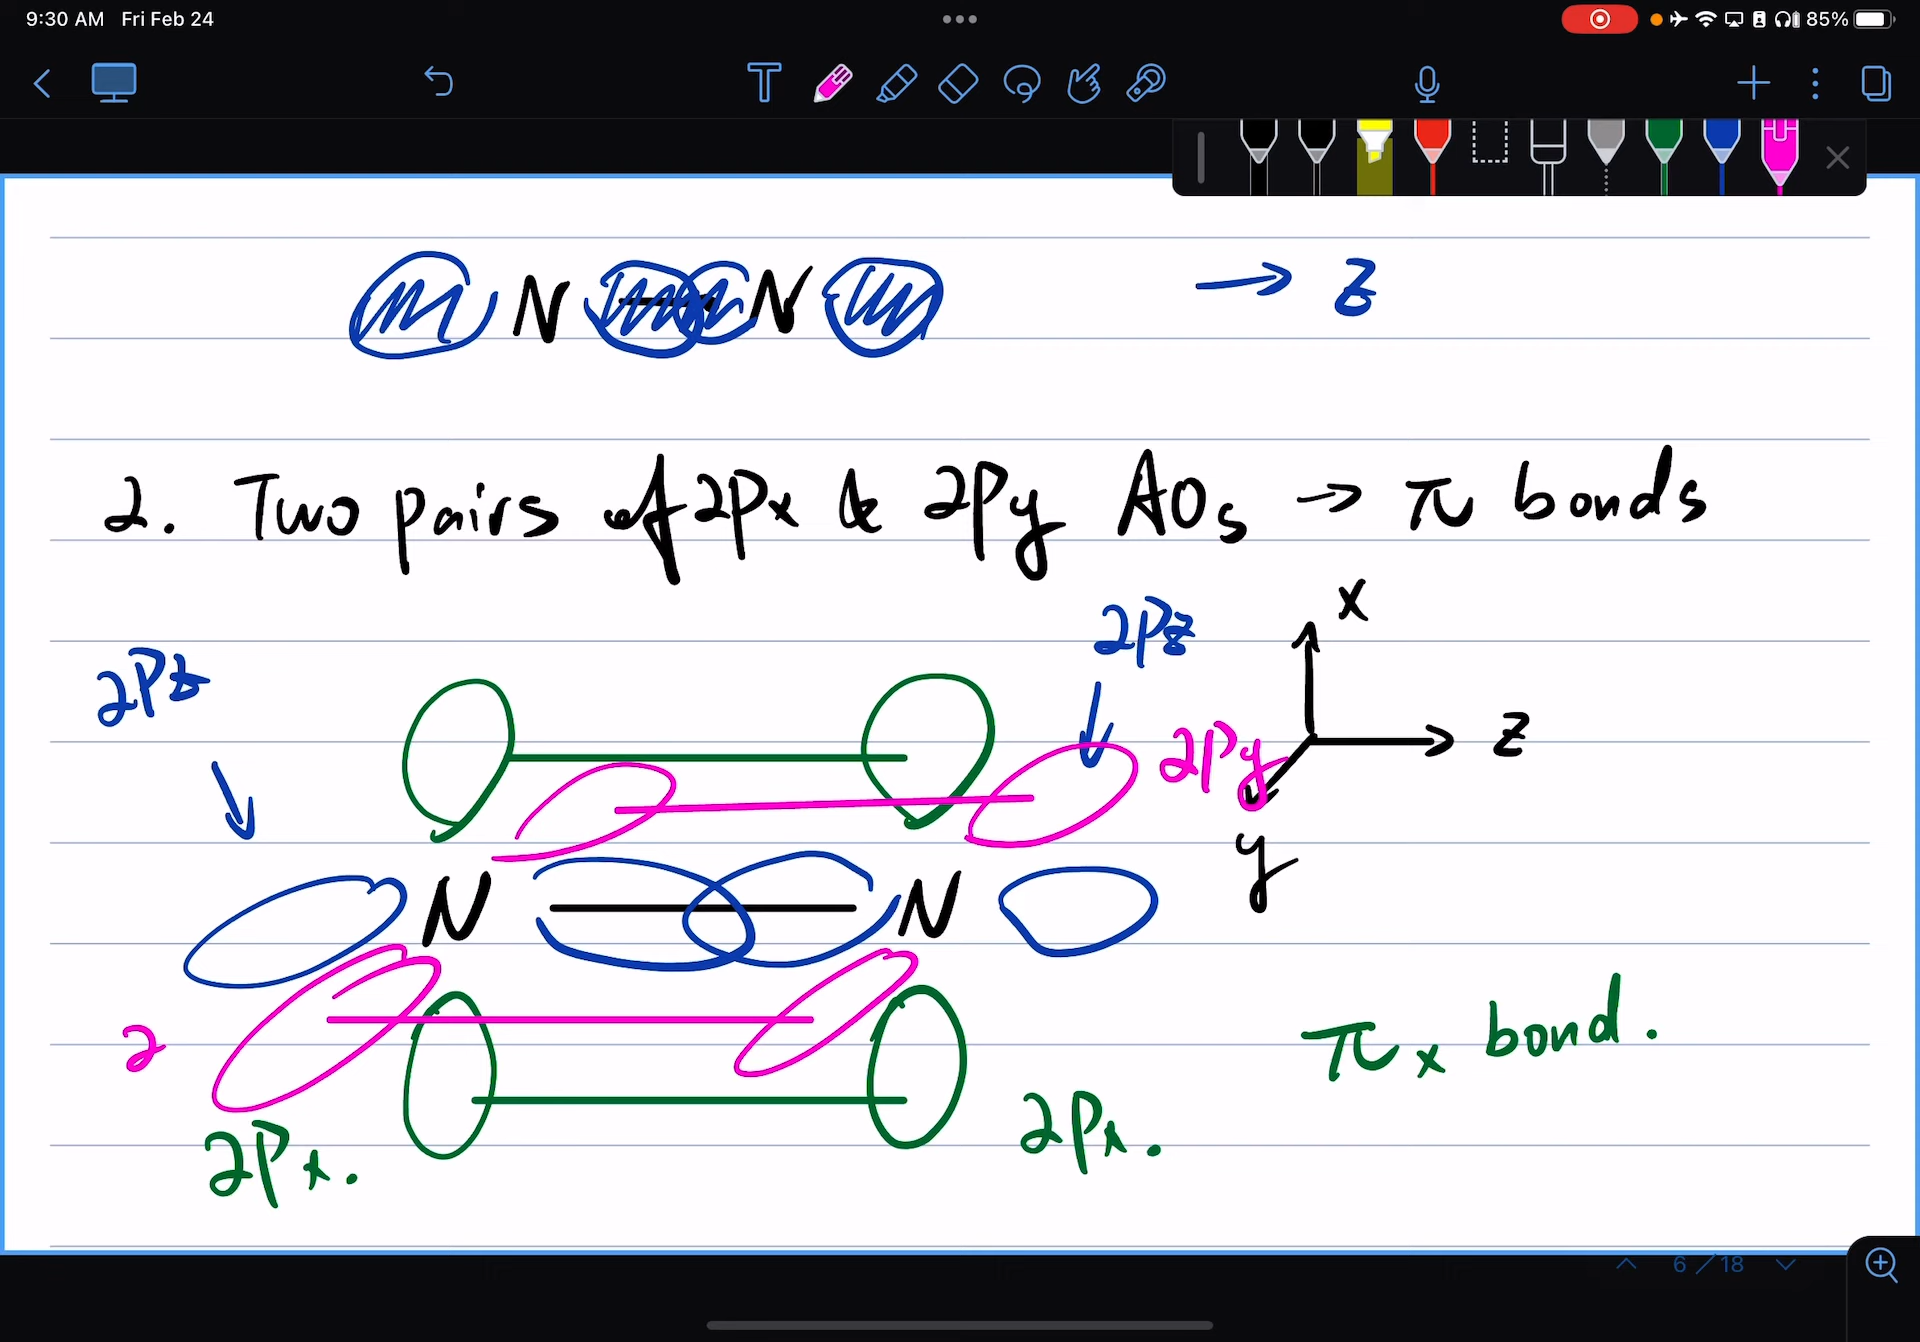 9:30 AM Fri Feb 24
85%
N N → z
2. Two pairs of 2px & 2py AOs → π bonds
x
2pz
2pz
2py
z
y
N N
2
πx bond.
2px.
2px.
6 / 18